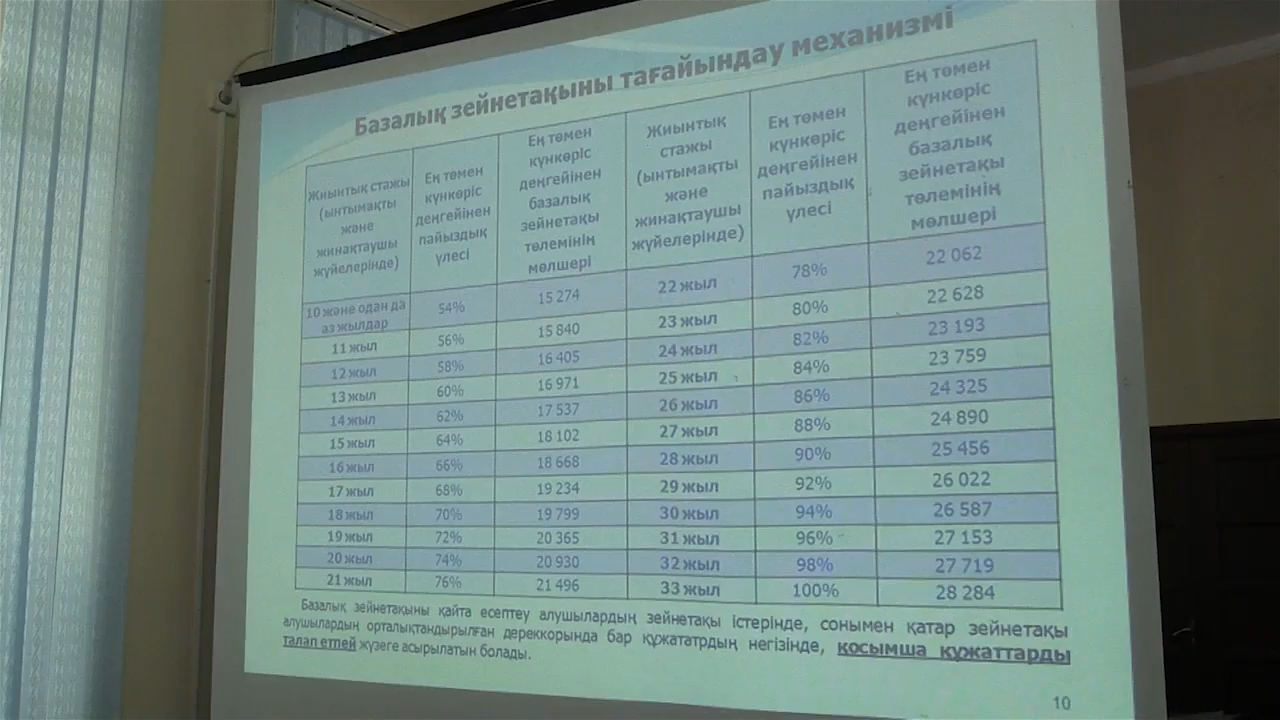 Базалық зейнетақыны тағайындау механизмі
Жиынтық стажы
(ынтымақты
және
жинақтаушы
жүйелерінде)
Ең төмен
күнкөріс
деңгейінен
пайыздық
үлесі
Ең төмен
күнкөріс
деңгейінен
базалық
зейнетақы
төлемінің
мөлшері
Жиынтық
стажы
(ынтымақты
және
жинақтаушы
жүйелерінде)
Ең төмен
күнкөріс
деңгейінен
пайыздық
үлесі
Ең төмен
күнкөріс
деңгейінен
базалық
зейнетақы
төлемінің
мөлшері
10 және одан да
аз жылдар
54% 15 274 22 жыл 78% 22 062
11 жыл 56% 15 840 23 жыл 80% 22 628
12 жыл 58% 16 405 24 жыл 82% 23 193
13 жыл 60% 16 971 25 жыл 84% 23 759
14 жыл 62% 17 537 26 жыл 86% 24 325
15 жыл 64% 18 102 27 жыл 88% 24 890
16 жыл 66% 18 668 28 жыл 90% 25 456
17 жыл 68% 19 234 29 жыл 92% 26 022
18 жыл 70% 19 799 30 жыл 94% 26 587
19 жыл 72% 20 365 31 жыл 96% 27 153
20 жыл 74% 20 930 32 жыл 98% 27 719
21 жыл 76% 21 496 33 жыл 100% 28 284
Базалық зейнетақыны қайта есептеу алушылардың зейнетақы істерінде, сонымен қатар зейнетақы
алушылардың орталықтандырылған дереккорында бар құжататрдың негізінде, қосымша құжаттарды
талап етпей жүзеге асырылатын болады.
10